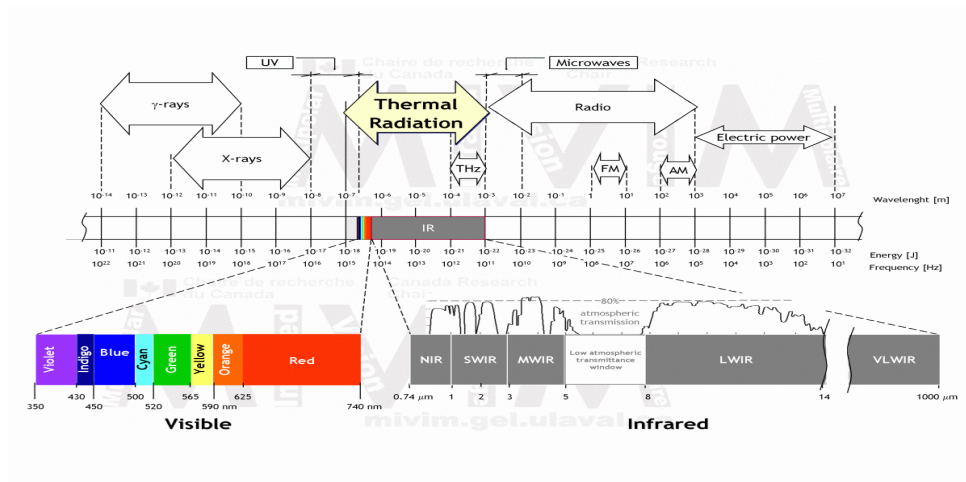 UV
Microwaves
Chaire de recherche
du Canada
Canada Research
Chair
γ-rays
Thermal
Radiation
Radio
X-rays
THz
FM
AM
Electric power
10⁻¹⁴ 10⁻¹³ 10⁻¹² 10⁻¹¹ 10⁻¹⁰ 10⁻⁹ 10⁻⁸ 10⁻⁷ 10⁻⁶ 10⁻⁵ 10⁻⁴ 10⁻³ 10⁻² 10⁻¹ 10¹ 10² 10³ 10⁴ 10⁵ 10⁶ 10⁷ Wavelenght [m]
mivim.gel.ulaval.ca
IR
10⁻¹¹ 10⁻¹² 10⁻¹³ 10⁻¹⁴ 10⁻¹⁵ 10⁻¹⁶ 10⁻¹⁷ 10⁻¹⁸ 10⁻¹⁹ 10⁻²⁰ 10⁻²¹ 10⁻²² 10⁻²³ 10⁻²⁴ 10⁻²⁵ 10⁻²⁶ 10⁻²⁷ 10⁻²⁸ 10⁻²⁹ 10⁻³⁰ 10⁻³¹ 10⁻³² Energy [J]
10²² 10²¹ 10²⁰ 10¹⁹ 10¹⁸ 10¹⁷ 10¹⁶ 10¹⁵ 10¹⁴ 10¹³ 10¹² 10¹¹ 10¹⁰ 10⁹ 10⁸ 10⁷ 10⁶ 10⁵ 10⁴ 10³ 10² 10¹ Frequency [Hz]
Chaire de recherche
du Canada
Canada Research
Chair
80%
atmospheric
transmission
Violet
Indigo
Blue
Cyan
Green
Yellow
Orange
Red
NIR
SWIR
MWIR
Low atmospheric
transmittance
window
LWIR
VLWIR
350 430 450 500 520 565 590 nm 625 740 nm
0.74 μm 1 2 3 5 8 14 1000 μm
Visible
Infrared
mivim.gel.ulaval.ca